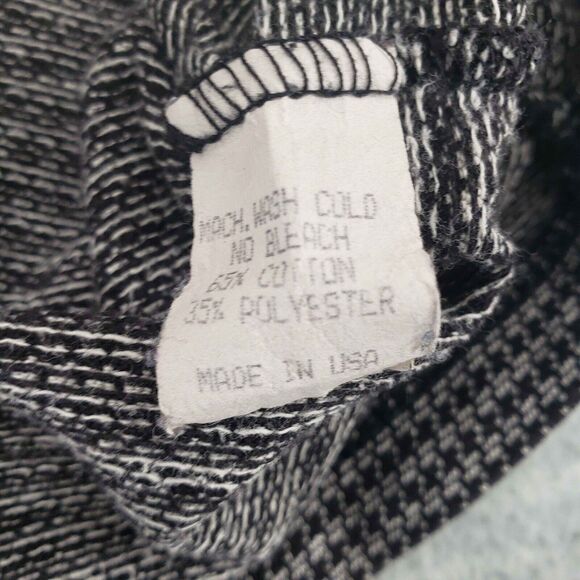 MACH. WASH COLD
NO BLEACH
65% COTTON
35% POLYESTER
MADE IN USA